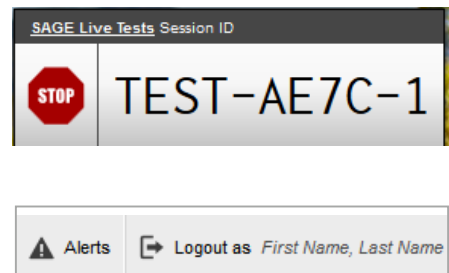 SAGE Live Tests Session ID
STOP TEST-AE7C-1
Alerts Logout as First Name, Last Name